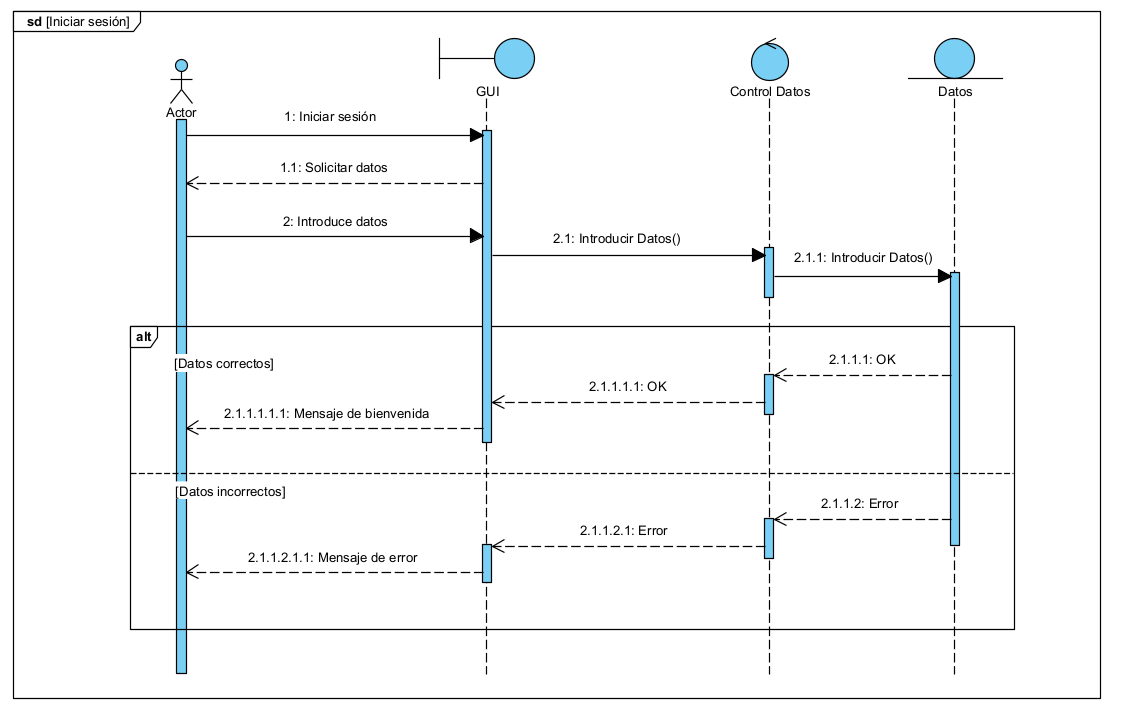 sd [Iniciar sesión]
Actor
GUI
Control Datos
Datos
1: Iniciar sesión
1.1: Solicitar datos
2: Introduce datos
2.1: Introducir Datos()
2.1.1: Introducir Datos()
alt
[Datos correctos]
2.1.1.1: OK
2.1.1.1.1: OK
2.1.1.1.1.1: Mensaje de bienvenida
[Datos incorrectos]
2.1.1.2: Error
2.1.1.2.1: Error
2.1.1.2.1.1: Mensaje de error